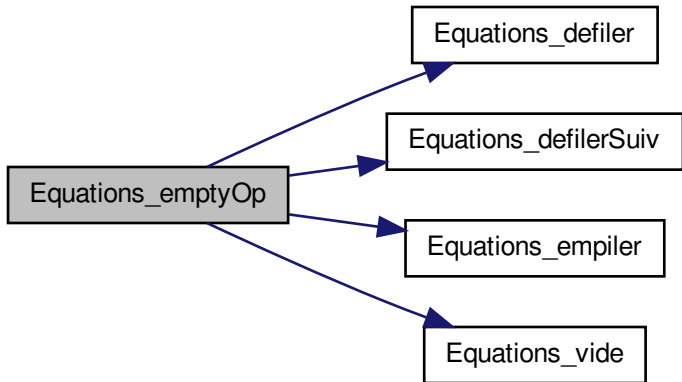 Equations_defiler
Equations_defilerSuiv
Equations_emptyOp
Equations_empiler
Equations_vide